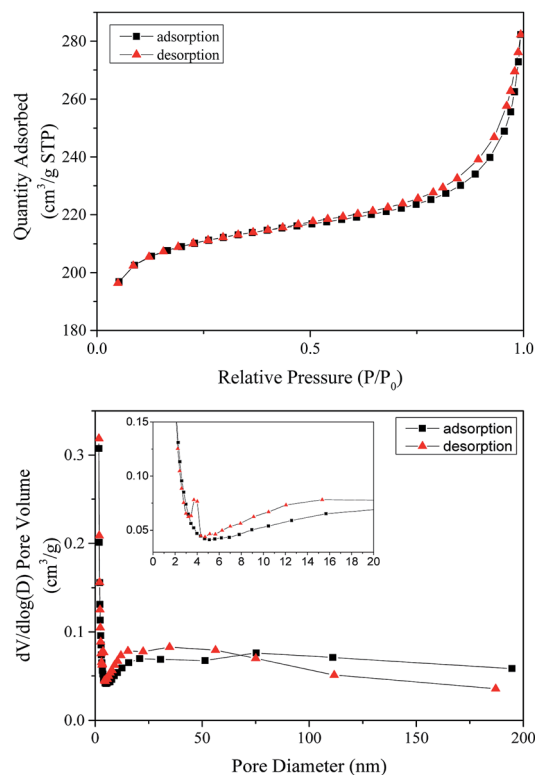 280
260
240
220
200
180
Quantity Adsorbed
(cm³/g STP)
adsorption
desorption
0.0
0.5
1.0
Relative Pressure (P/P₀)
0.3
0.2
0.1
0.0
dV/dlog(D) Pore Volume
(cm³/g)
adsorption
desorption
0.15
0.10
0.05
0 2 4 6 8 10 12 14 16 18 20
0 50 100 150 200
Pore Diameter (nm)